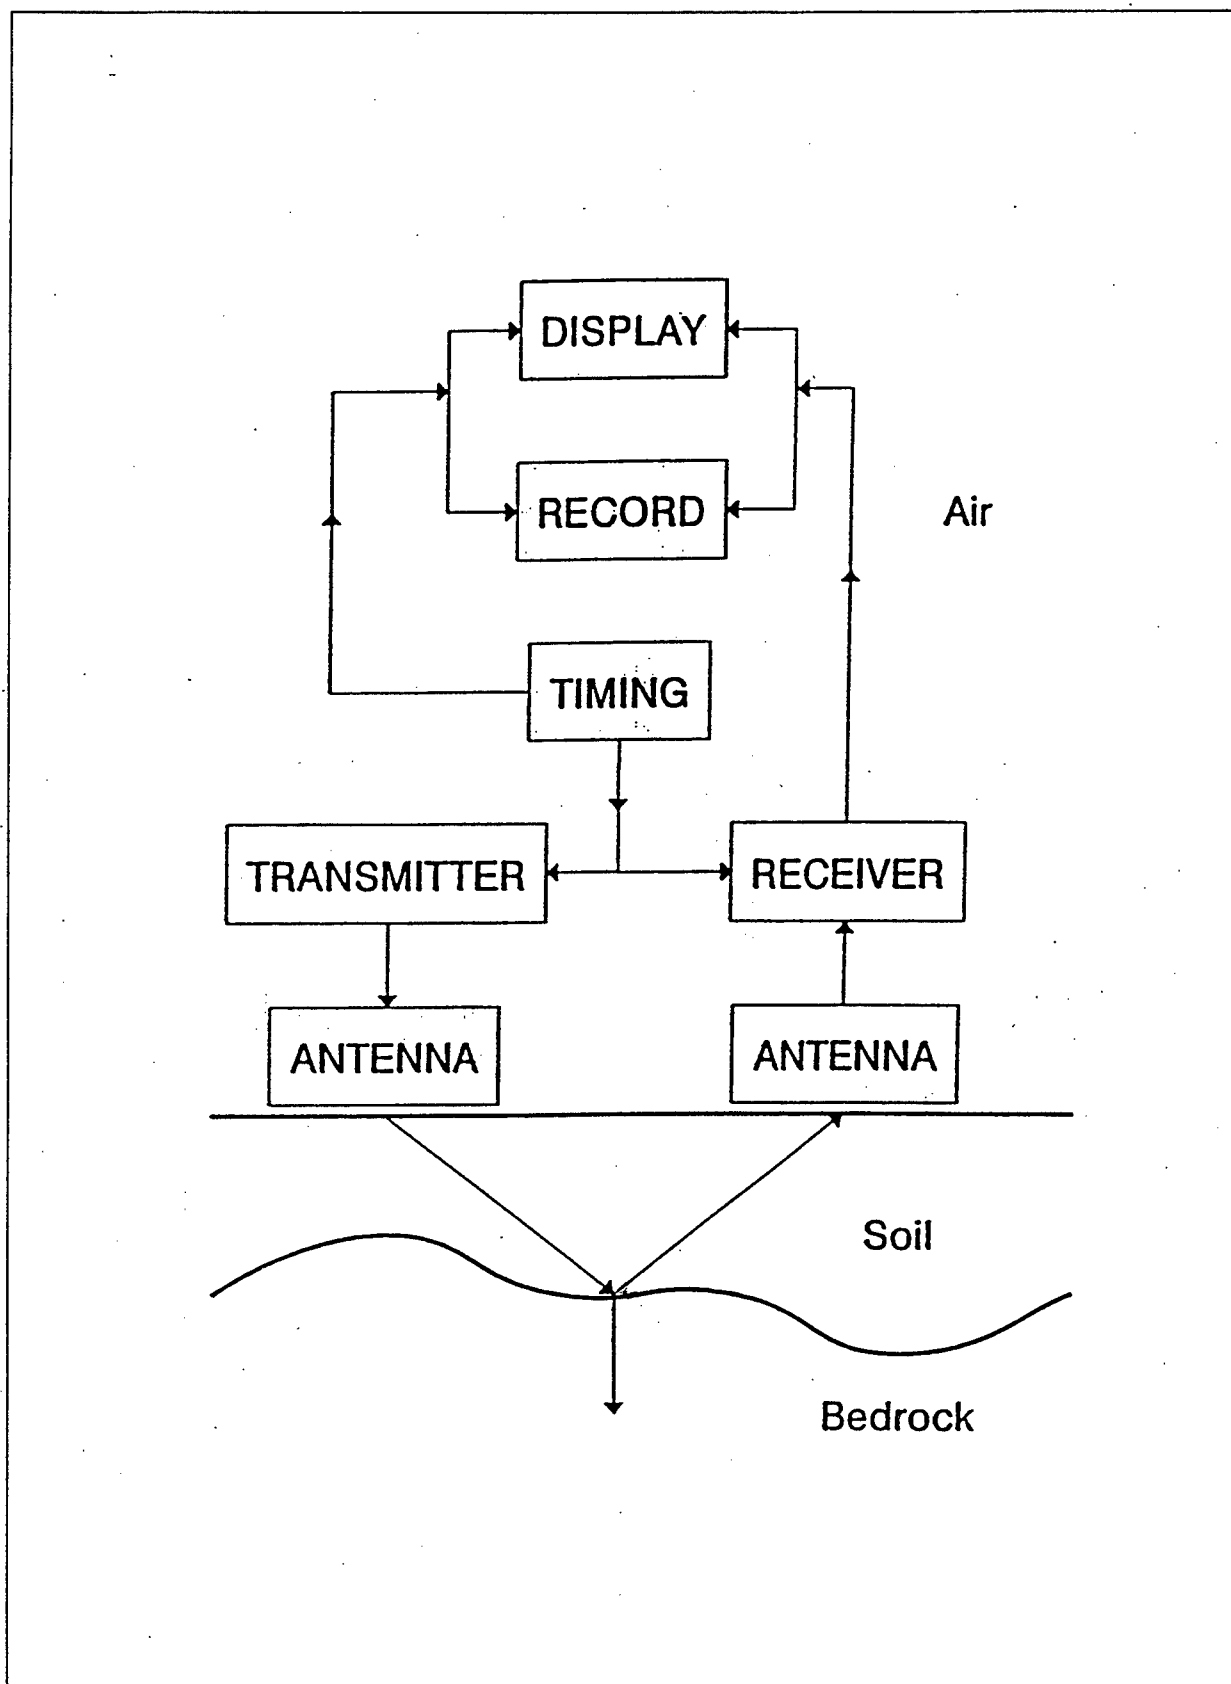 DISPLAY
RECORD
Air
TIMING
TRANSMITTER
RECEIVER
ANTENNA
ANTENNA
Soil
Bedrock